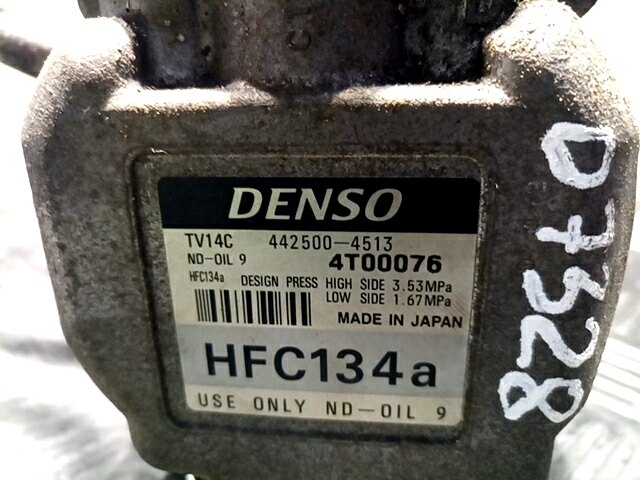 DENSO
TV14C 442500-4513
ND-OIL 9 4T00076
HFC134a DESIGN PRESS HIGH SIDE 3.53MPa
LOW SIDE 1.67MPa
MADE IN JAPAN
HFC134a
USE ONLY ND-OIL 9
D7328